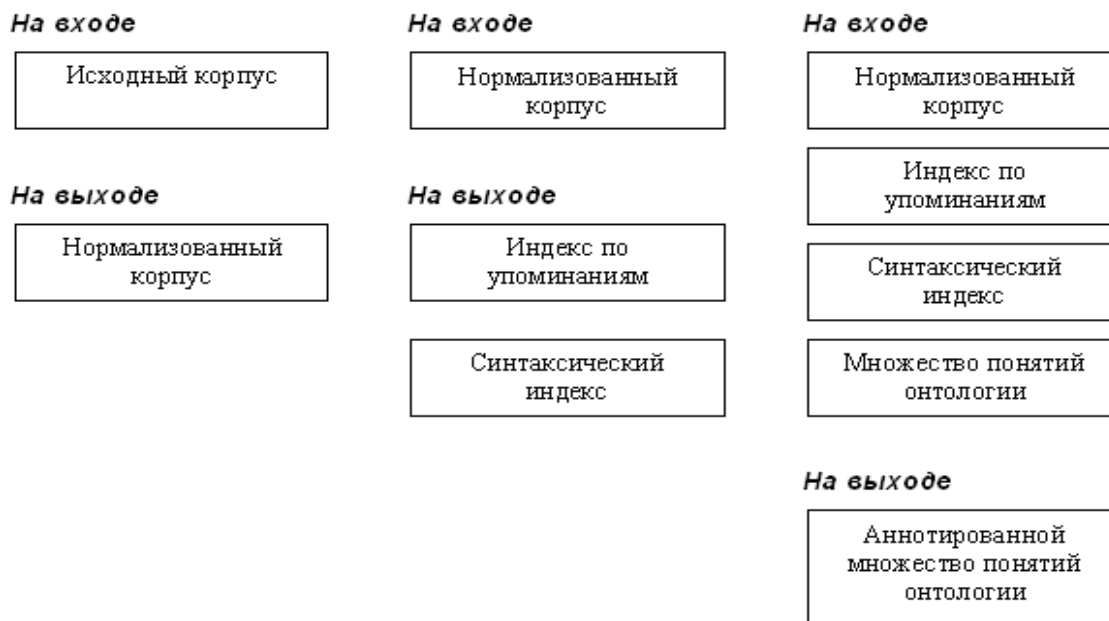 На входе
Исходный корпус
На выходе
Нормализованный
корпус
На входе
Нормализованный
корпус
На выходе
Индекс по
упоминаниям
Синтаксический
индекс
На входе
Нормализованный
корпус
Индекс по
упоминаниям
Синтаксический
индекс
Множество понятий
онтологии
На выходе
Аннотированной
множество понятий
онтологии